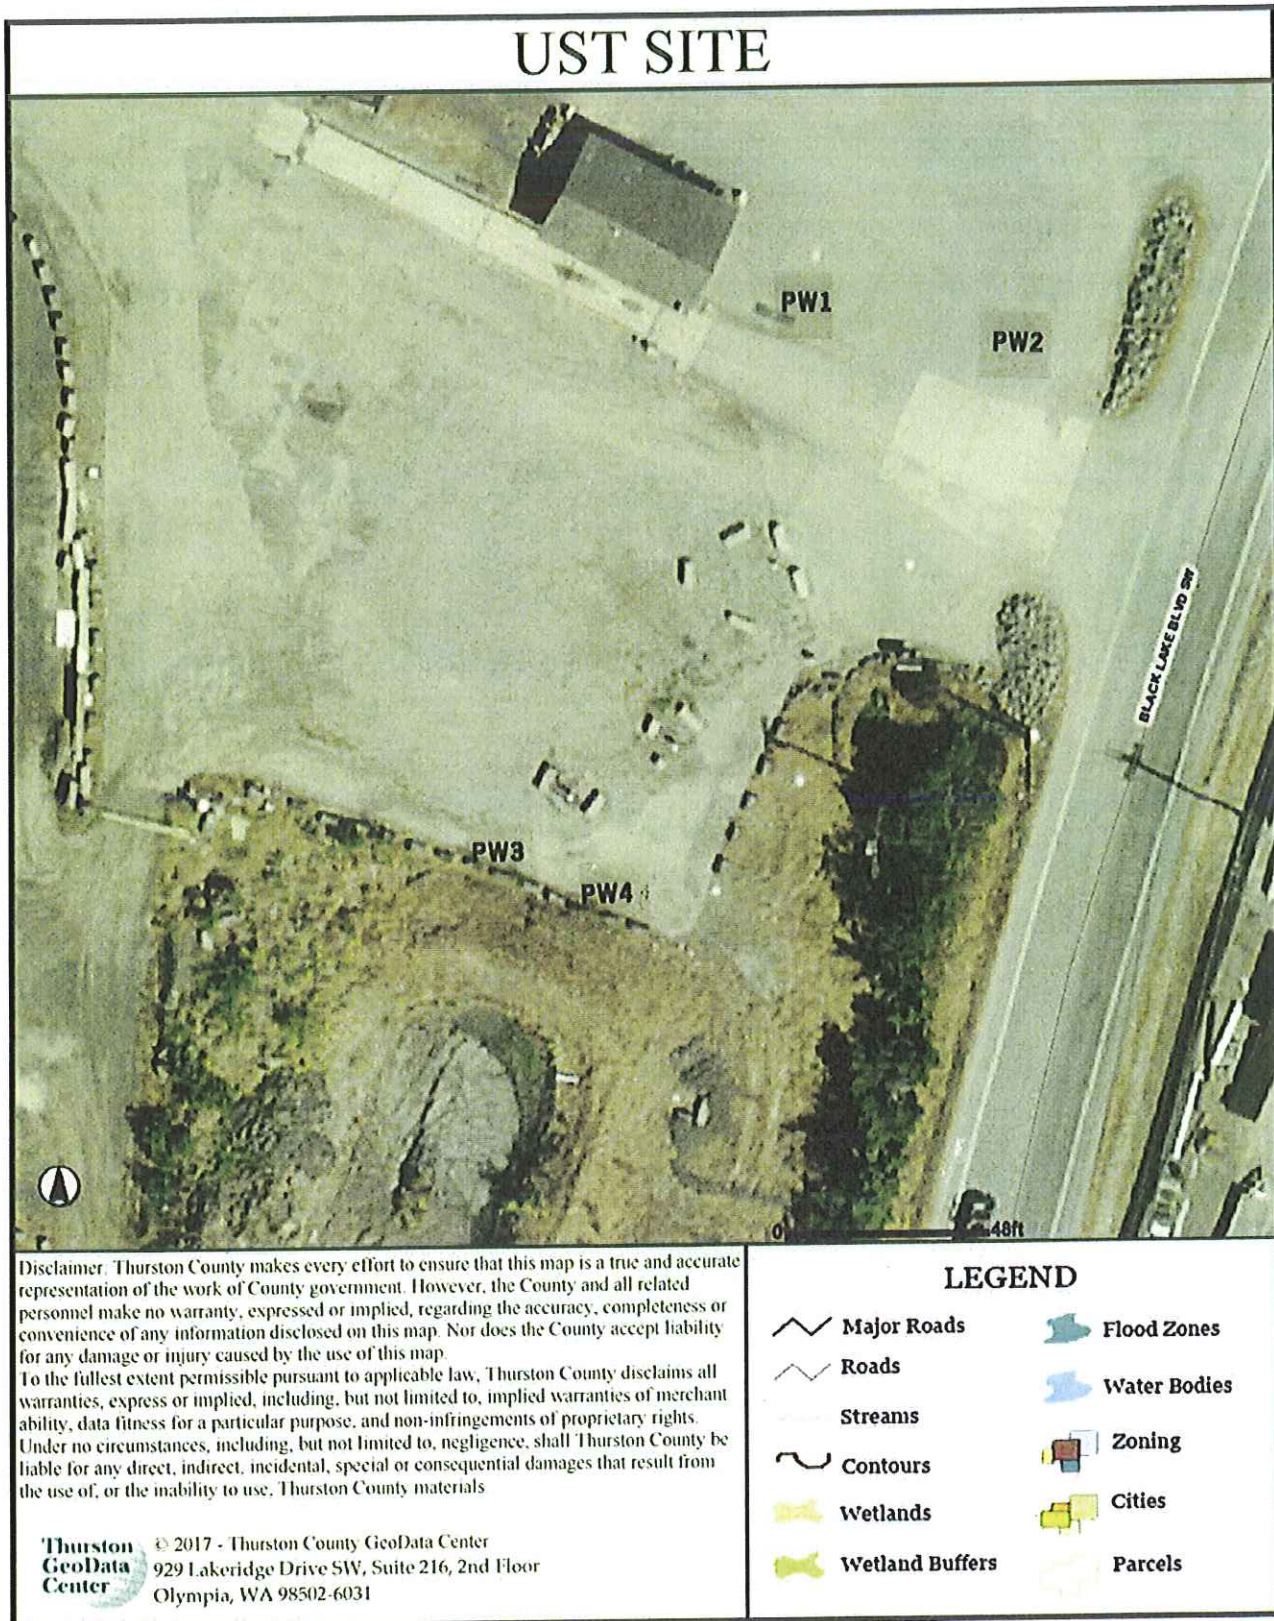 UST SITE
PW1
PW2
BLACK LAKE BLVD SW
PW3
PW4
0 48ft
Disclaimer: Thurston County makes every effort to ensure that this map is a true and accurate
representation of the work of County government. However, the County and all related
personnel make no warranty, expressed or implied, regarding the accuracy, completeness or
convenience of any information disclosed on this map. Nor does the County accept liability
for any damage or injury caused by the use of this map.
To the fullest extent permissible pursuant to applicable law, Thurston County disclaims all
warranties, express or implied, including, but not limited to, implied warranties of merchant
ability, data fitness for a particular purpose, and non-infringements of proprietary rights.
Under no circumstances, including, but not limited to, negligence, shall Thurston County be
liable for any direct, indirect, incidental, special or consequential damages that result from
the use of, or the inability to use, Thurston County materials
Thurston
GeoData
Center
© 2017 - Thurston County GeoData Center
929 Lakeridge Drive SW, Suite 216, 2nd Floor
Olympia, WA 98502-6031
LEGEND
Major Roads
Roads
Streams
Contours
Wetlands
Wetland Buffers
Flood Zones
Water Bodies
Zoning
Cities
Parcels